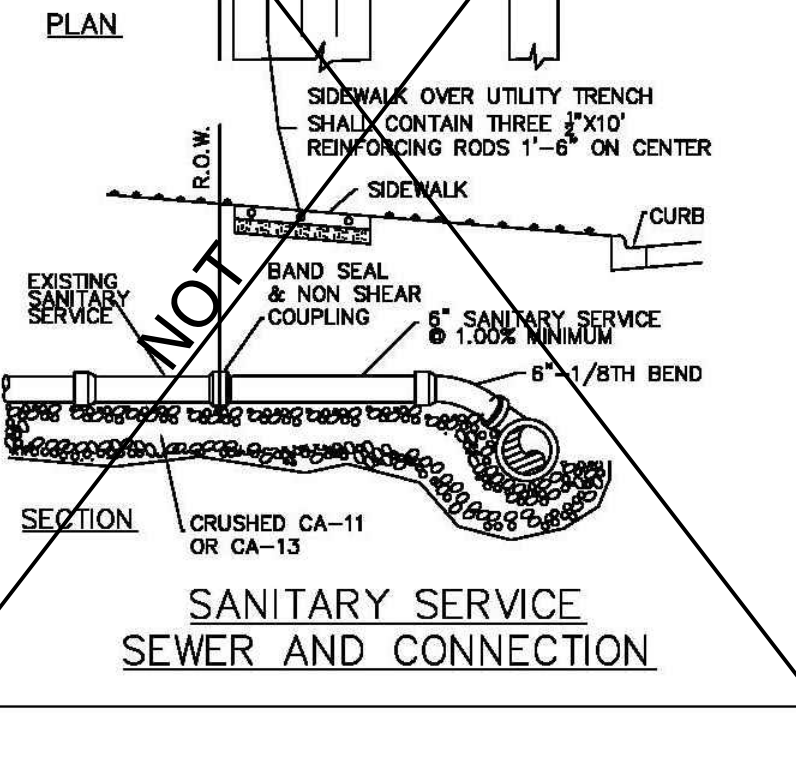 PLAN
SIDEWALK OVER UTILITY TRENCH
SHALL CONTAIN THREE ½"X10'
REINFORCING RODS 1'-6" ON CENTER
R.O.W.
SIDEWALK
CURB
NOT
EXISTING
SANITARY
SERVICE
BAND SEAL
& NON SHEAR
COUPLING
6" SANITARY SERVICE
@ 1.00% MINIMUM
6"-1/8TH BEND
SECTION
CRUSHED CA-11
OR CA-13
SANITARY SERVICE
SEWER AND CONNECTION